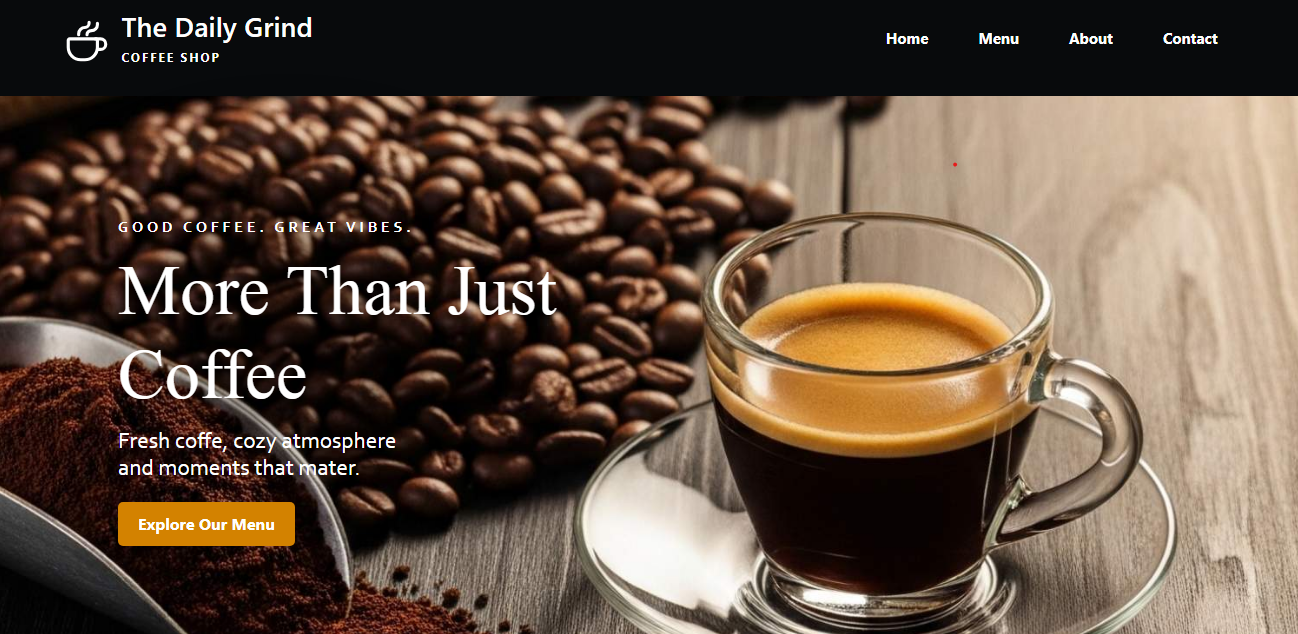 The Daily Grind
COFFEE SHOP
Home Menu About Contact
GOOD COFFEE. GREAT VIBES.
More Than Just
Coffee
Fresh coffe, cozy atmosphere
and moments that mater.
Explore Our Menu